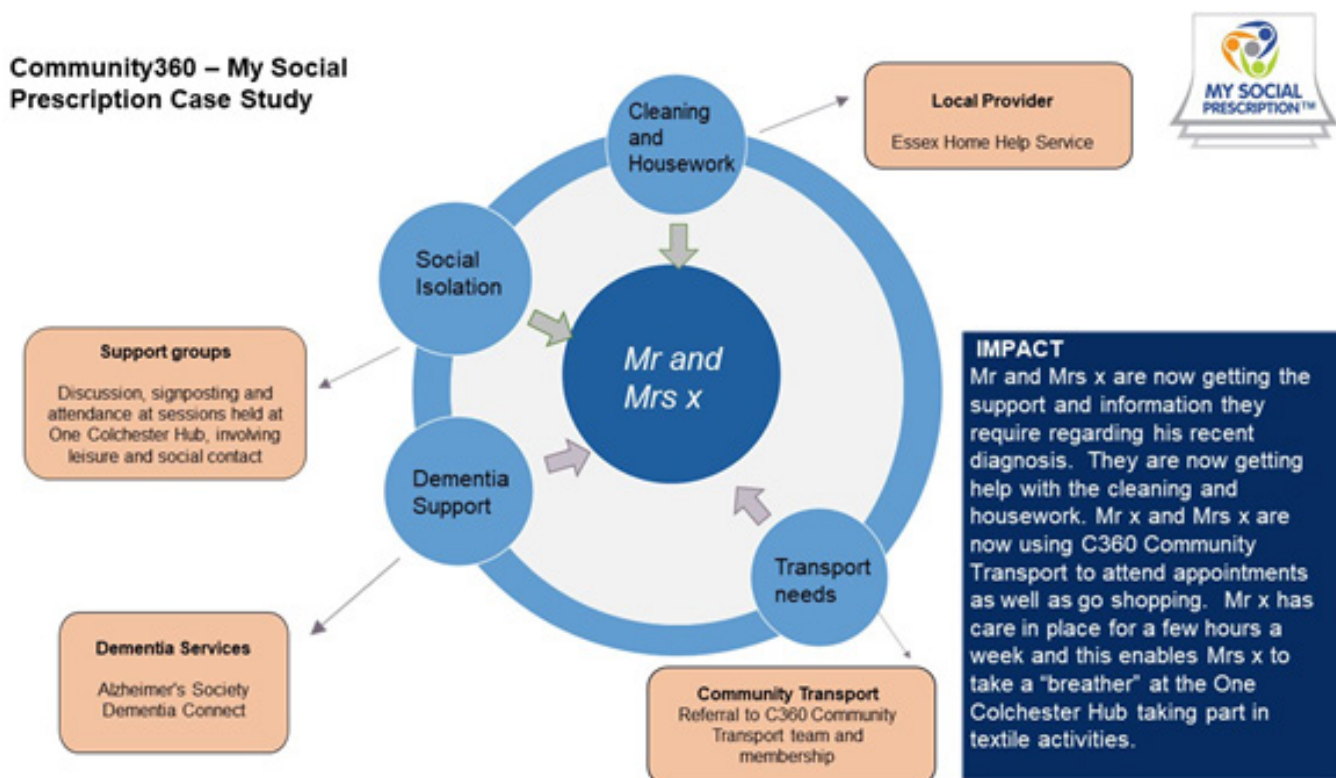 Community360 – My Social
Prescription Case Study
MY SOCIAL
PRESCRIPTION™
Cleaning
and
Housework
Local Provider
Essex Home Help Service
Social
Isolation
Mr and
Mrs x
Support groups
Discussion, signposting and
attendance at sessions held at
One Colchester Hub, involving
leisure and social contact
Dementia
Support
Transport
needs
Dementia Services
Alzheimer's Society
Dementia Connect
Community Transport
Referral to C360 Community
Transport team and
membership
IMPACT
Mr and Mrs x are now getting the
support and information they
require regarding his recent
diagnosis. They are now getting
help with the cleaning and
housework. Mr x and Mrs x are
now using C360 Community
Transport to attend appointments
as well as go shopping. Mr x has
care in place for a few hours a
week and this enables Mrs x to
take a “breather” at the One
Colchester Hub taking part in
textile activities.